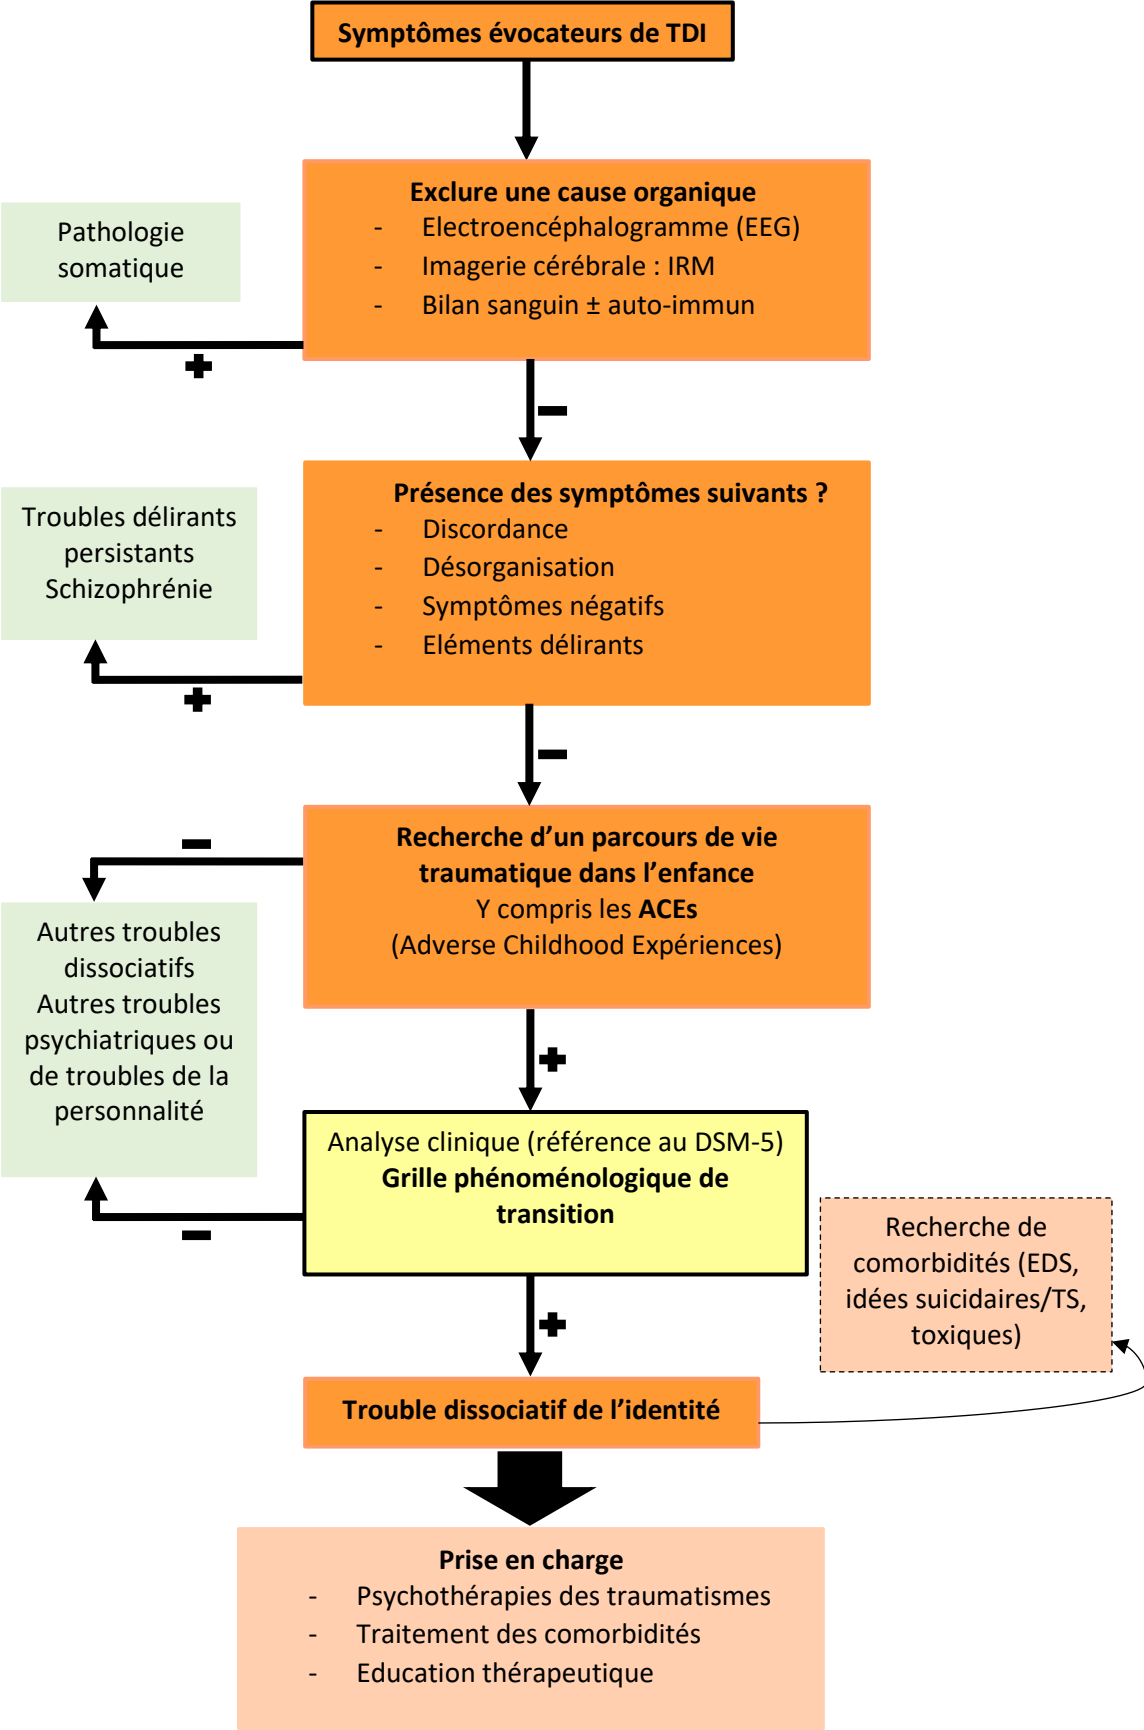 Symptômes évocateurs de TDI
Exclure une cause organique
- Electroencéphalogramme (EEG)
- Imagerie cérébrale : IRM
- Bilan sanguin ± auto-immun
Pathologie
somatique
+
-
Présence des symptômes suivants ?
- Discordance
- Désorganisation
- Symptômes négatifs
- Eléments délirants
Troubles délirants
persistants
Schizophrénie
+
-
Recherche d’un parcours de vie
traumatique dans l’enfance
Y compris les ACEs
(Adverse Childhood Expériences)
-
Autres troubles
dissociatifs
Autres troubles
psychiatriques ou
de troubles de la
personnalité
+
Analyse clinique (référence au DSM-5)
Grille phénoménologique de
transition
-
+
Recherche de
comorbidités (EDS,
idées suicidaires/TS,
toxiques)
Trouble dissociatif de l’identité
Prise en charge
- Psychothérapies des traumatismes
- Traitement des comorbidités
- Education thérapeutique